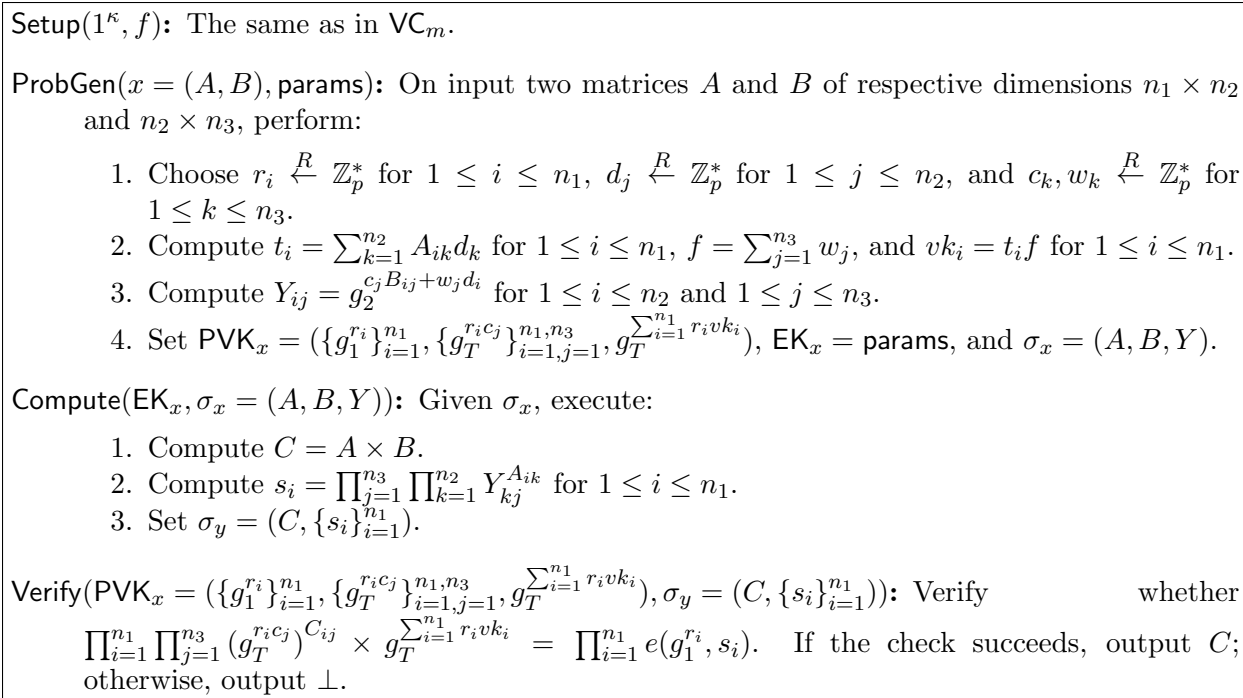 Setup(1^κ, f): The same as in VC_m.
ProbGen(x = (A, B), params): On input two matrices A and B of respective dimensions n_1 × n_2
and n_2 × n_3, perform:
1. Choose r_i ←^R ℤ_p^* for 1 ≤ i ≤ n_1, d_j ←^R ℤ_p^* for 1 ≤ j ≤ n_2, and c_k, w_k ←^R ℤ_p^* for
1 ≤ k ≤ n_3.
2. Compute t_i = ∑_{k=1}^{n_2} A_{ik}d_k for 1 ≤ i ≤ n_1, f = ∑_{j=1}^{n_3} w_j, and vk_i = t_i f for 1 ≤ i ≤ n_1.
3. Compute Y_{ij} = g_2^{c_j B_{ij}+w_j d_i} for 1 ≤ i ≤ n_2 and 1 ≤ j ≤ n_3.
4. Set PVK_x = ({g_1^{r_i}}_{i=1}^{n_1}, {g_T^{r_i c_j}}_{i=1,j=1}^{n_1,n_3}, g_T^{∑_{i=1}^{n_1} r_i vk_i}), EK_x = params, and σ_x = (A, B, Y).
Compute(EK_x, σ_x = (A, B, Y)): Given σ_x, execute:
1. Compute C = A × B.
2. Compute s_i = ∏_{j=1}^{n_3} ∏_{k=1}^{n_2} Y_{kj}^{A_{ik}} for 1 ≤ i ≤ n_1.
3. Set σ_y = (C, {s_i}_{i=1}^{n_1}).
Verify(PVK_x = ({g_1^{r_i}}_{i=1}^{n_1}, {g_T^{r_i c_j}}_{i=1,j=1}^{n_1,n_3}, g_T^{∑_{i=1}^{n_1} r_i vk_i}), σ_y = (C, {s_i}_{i=1}^{n_1})): Verify whether
∏_{i=1}^{n_1} ∏_{j=1}^{n_3} (g_T^{r_i c_j})^{C_{ij}} × g_T^{∑_{i=1}^{n_1} r_i vk_i} = ∏_{i=1}^{n_1} e(g_1^{r_i}, s_i). If the check succeeds, output C;
otherwise, output ⊥.